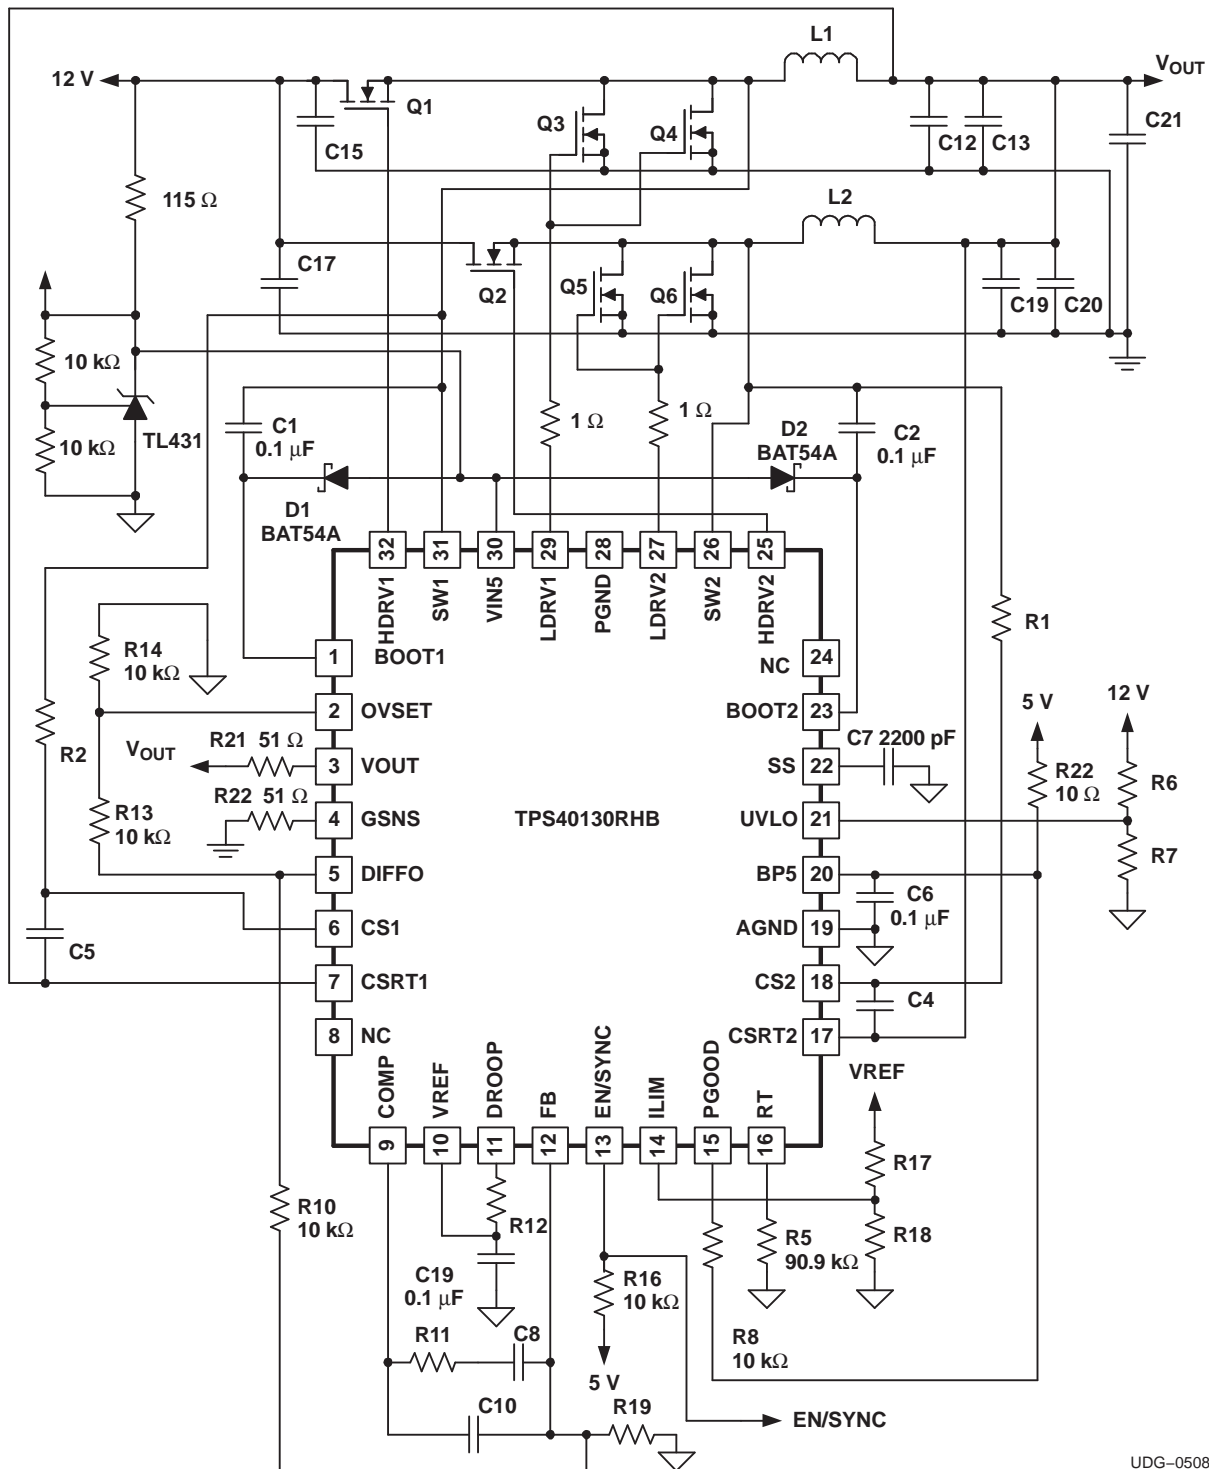 L1
12 V
VOUT
Q1
Q3
Q4
C21
C15
C12
C13
115 Ω
L2
C17
Q2
Q5
Q6
C19
C20
10 kΩ
10 kΩ
TL431
C1
0.1 μF
1 Ω
1 Ω
D2
BAT54A
C2
0.1 μF
D1
BAT54A
32
31
30
29
28
27
26
25
HDRV1
SW1
VIN5
LDRV1
PGND
LDRV2
SW2
HDRV2
R1
R14
10 kΩ
1
BOOT1
NC
24
2
OVSET
BOOT2
23
5 V
12 V
R2
VOUT
R21 51 Ω
3
VOUT
SS
22
C7 2200 pF
R22
10 Ω
R6
R13
10 kΩ
R22 51 Ω
4
GSNS
TPS40130RHB
UVLO
21
R7
5
DIFFO
BP5
20
C6
0.1 μF
6
CS1
AGND
19
C5
7
CSRT1
CS2
18
C4
8
NC
CSRT2
17
COMP
VREF
DROOP
FB
EN/SYNC
ILIM
PGOOD
RT
VREF
9
10
11
12
13
14
15
16
R17
R10
10 kΩ
R12
R5
90.9 kΩ
R18
C19
0.1 μF
R16
10 kΩ
R11
C8
R8
10 kΩ
5 V
C10
R19
EN/SYNC
UDG–0508